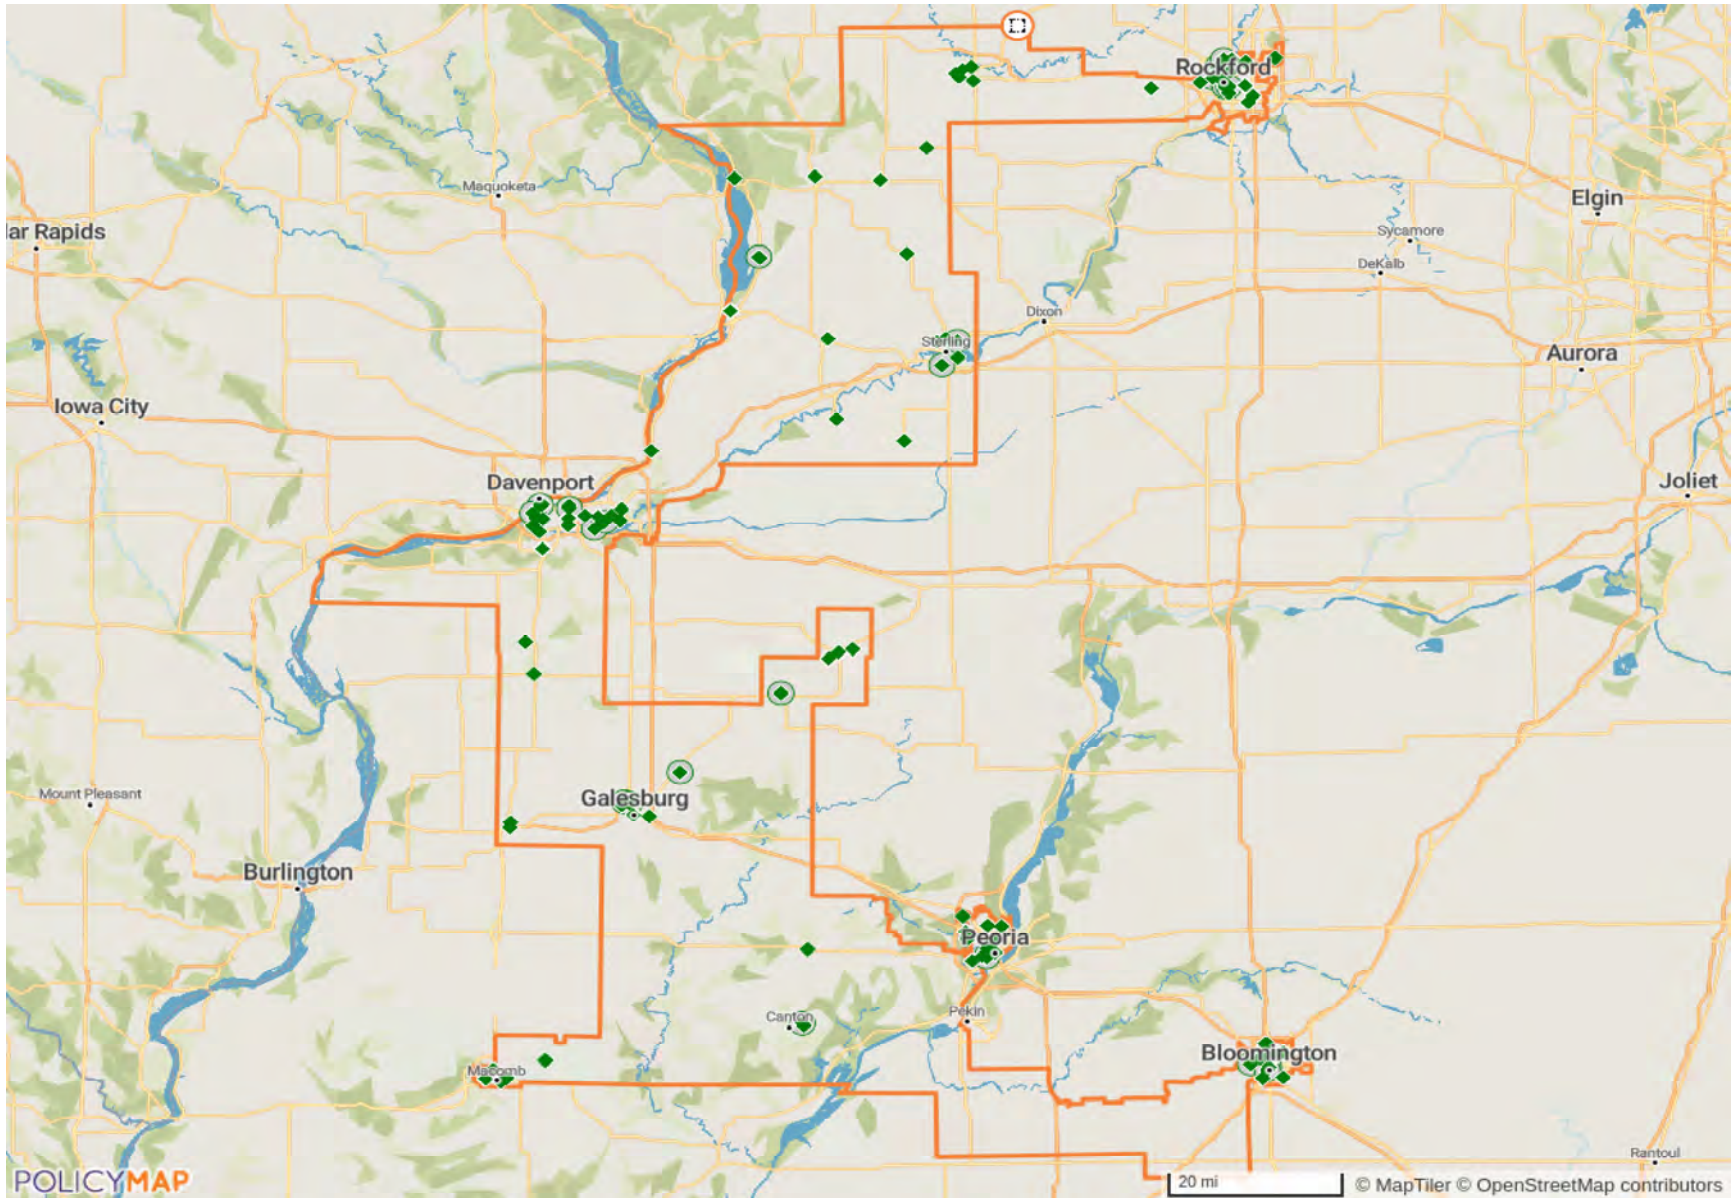 Rockford
Maquoketa
Elgin
ar Rapids
Sycamore
DeKalb
Dixon
Sterling
Aurora
Iowa City
Davenport
Joliet
Mount Pleasant
Galesburg
Burlington
Peoria
Canton
Pekin
Bloomington
Macomb
Rantoul
POLICYMAP
20 mi
© MapTiler © OpenStreetMap contributors